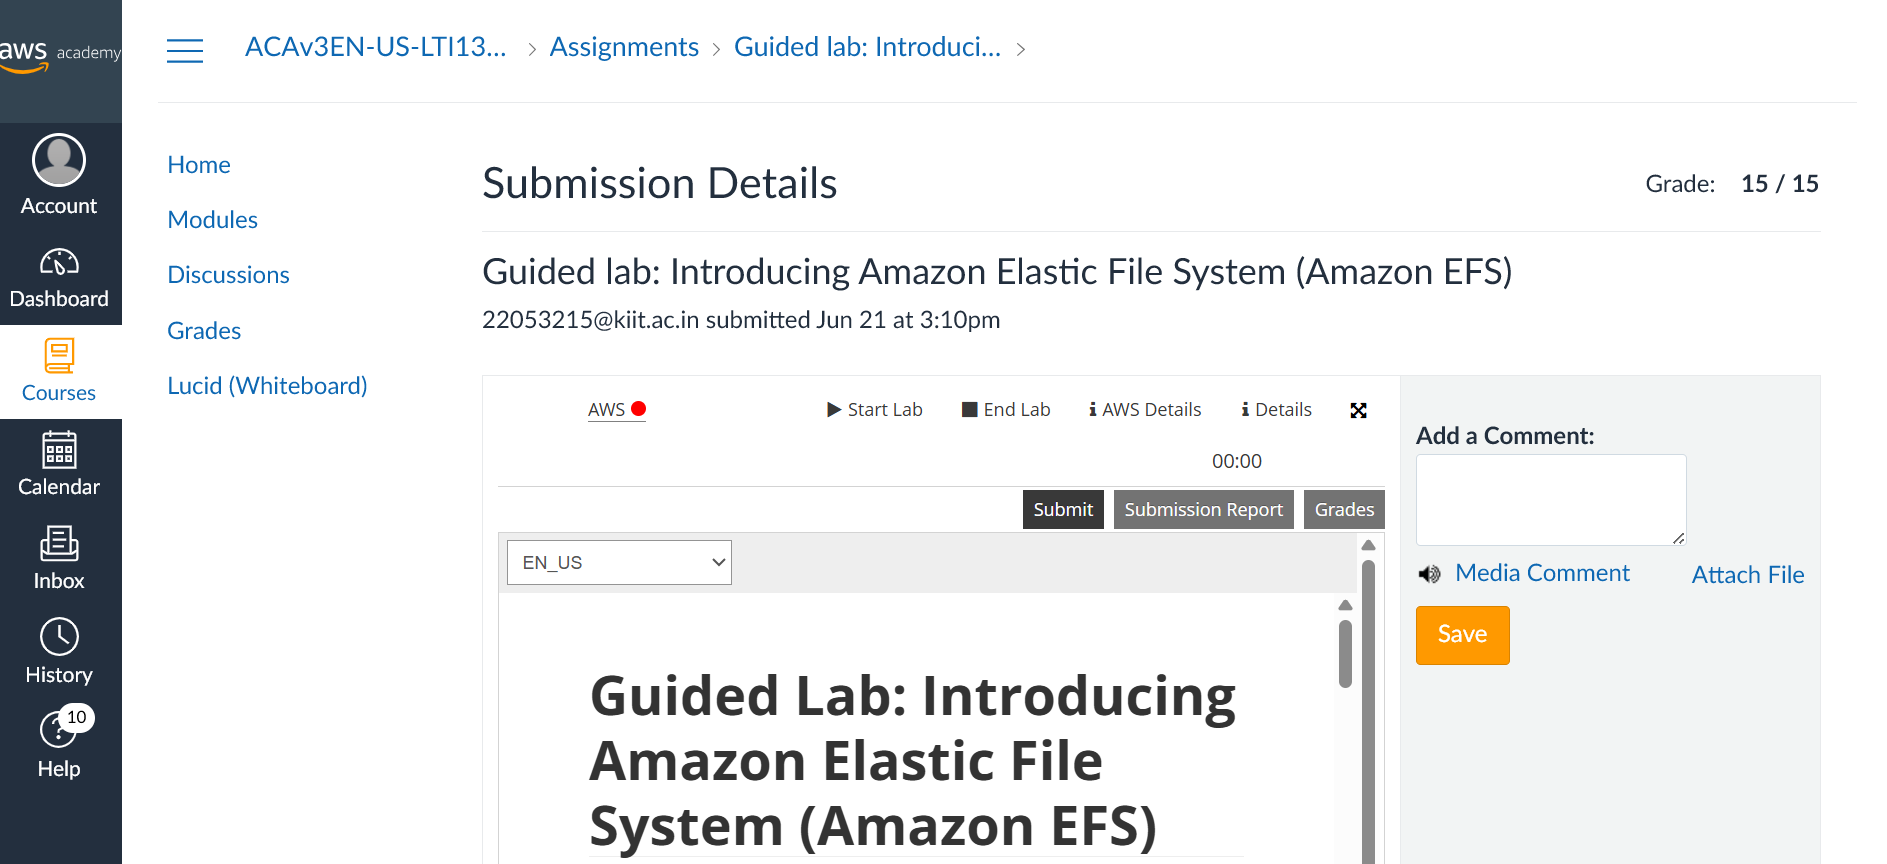 aws academy
Account
Dashboard
Courses
Calendar
Inbox
History
10
Help
ACAv3EN-US-LTI13... > Assignments > Guided lab: Introduci... >
Home
Modules
Discussions
Grades
Lucid (Whiteboard)
Submission Details
Grade: 15 / 15
Guided lab: Introducing Amazon Elastic File System (Amazon EFS)
22053215@kiit.ac.in submitted Jun 21 at 3:10pm
AWS
Start Lab
End Lab
AWS Details
Details
00:00
Submit
Submission Report
Grades
EN_US
Guided Lab: Introducing
Amazon Elastic File
System (Amazon EFS)
Add a Comment:
Media Comment
Attach File
Save